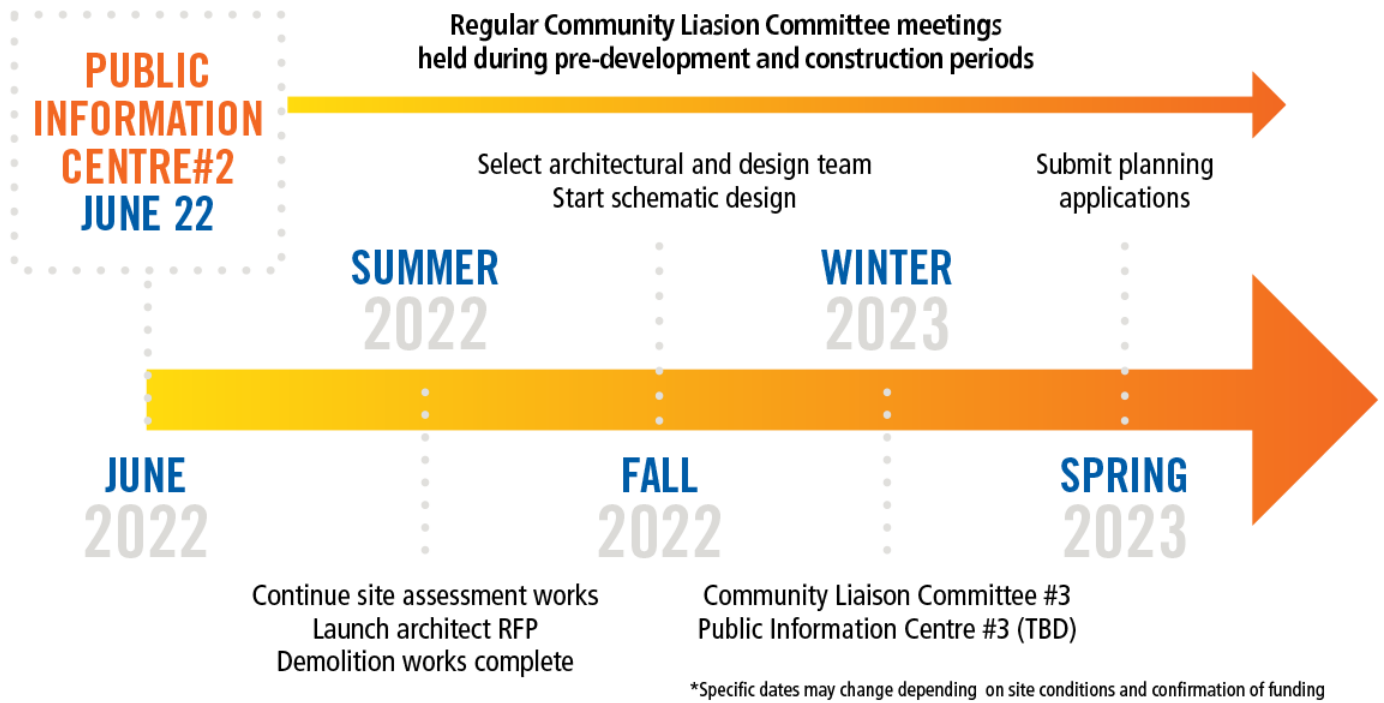 Regular Community Liasion Committee meetings
held during pre-development and construction periods
PUBLIC
INFORMATION
CENTRE#2
JUNE 22
Select architectural and design team
Start schematic design
Submit planning
applications
SUMMER
2022
WINTER
2023
JUNE
2022
FALL
2022
SPRING
2023
Continue site assessment works
Launch architect RFP
Demolition works complete
Community Liaison Committee #3
Public Information Centre #3 (TBD)
*Specific dates may change depending on site conditions and confirmation of funding